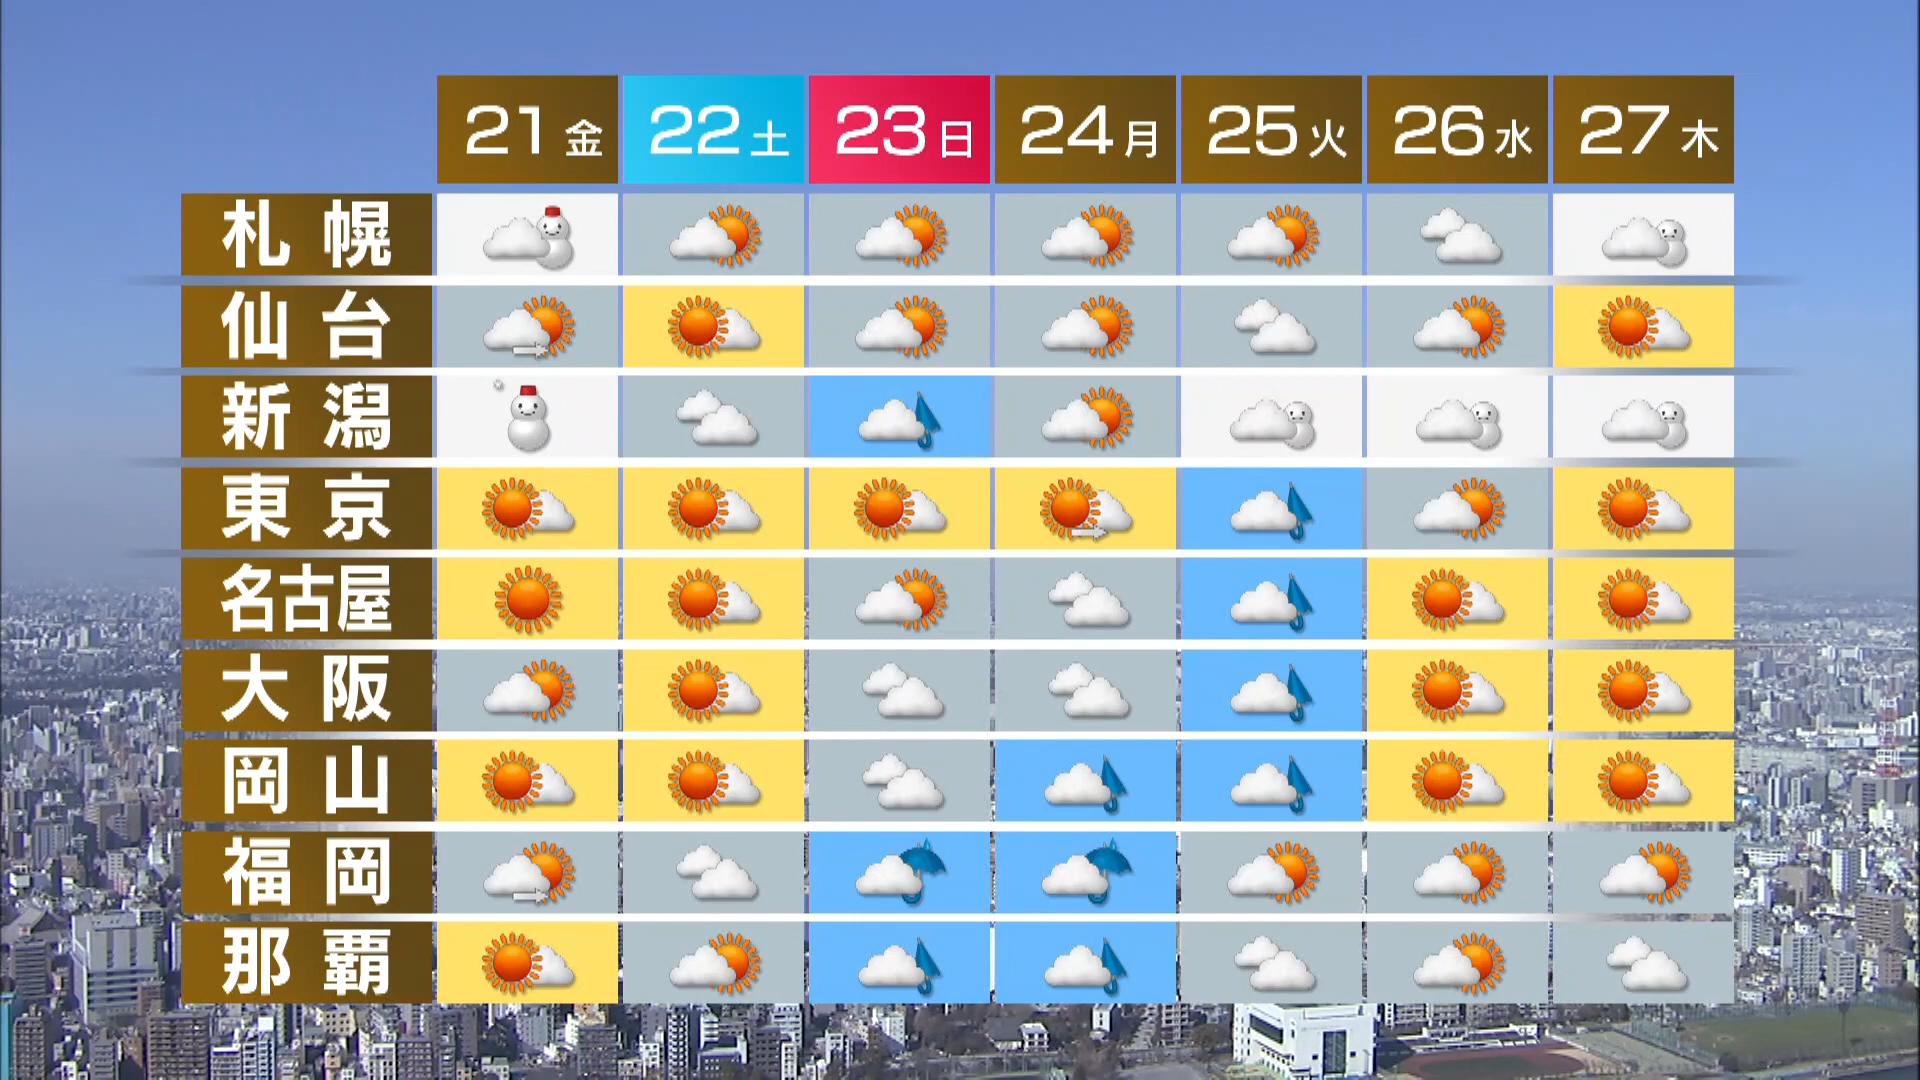 21金 22土 23日 24月 25火 26水 27木
札幌
仙台
新潟
東京
名古屋
大阪
岡山
福岡
那覇